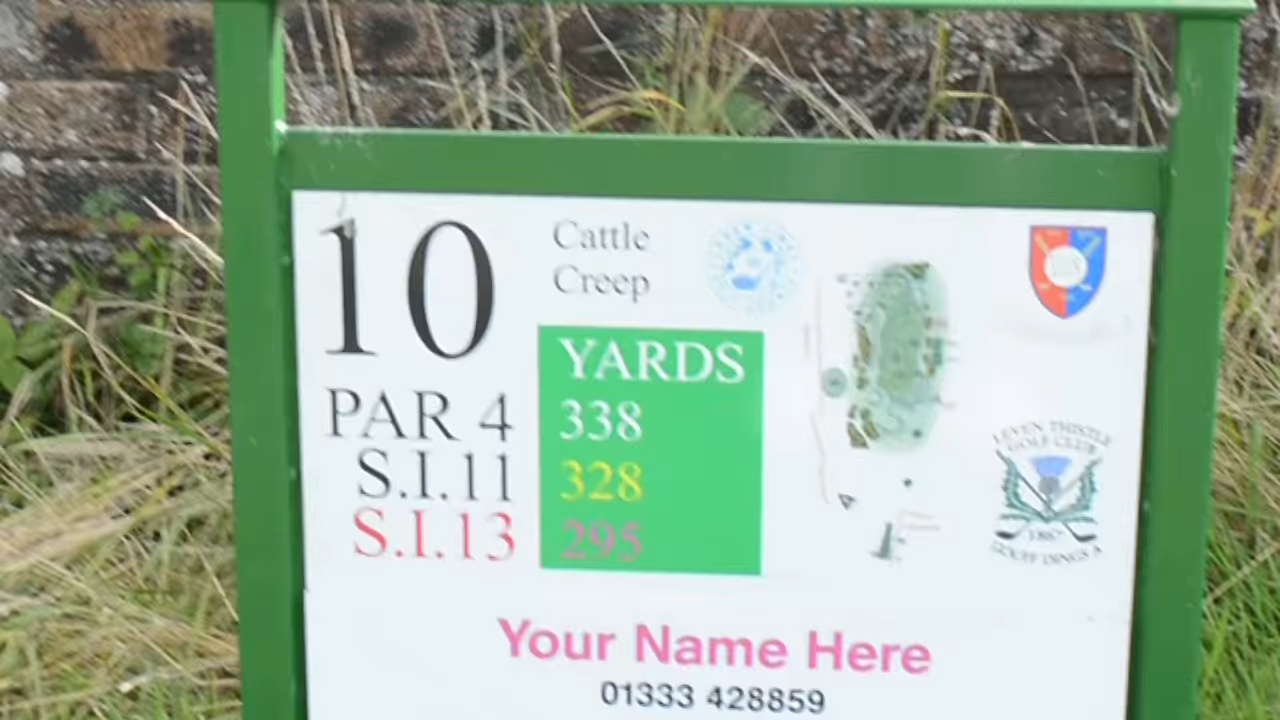 10
Cattle
Creep
PAR 4
S.I.11
S.I.13
YARDS
338
328
295
LEVEN THISTLE
GOLF CLUB
1867
Your Name Here
01333 428859